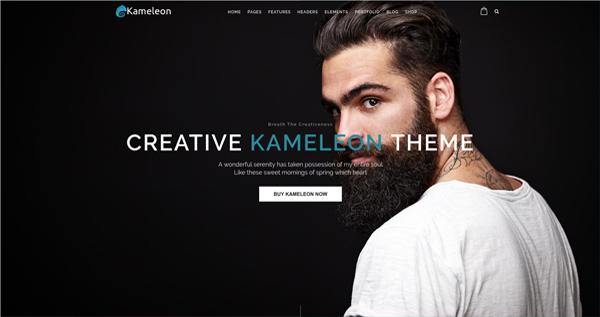 Kameleon
HOME PAGES FEATURES HEADERS ELEMENTS PORTFOLIO BLOG SHOP
Breath The Creativeness
CREATIVE KAMELEON THEME
A wonderful serenity has taken possession of my entire soul
Like these sweet mornings of spring which heart
BUY KAMELEON NOW